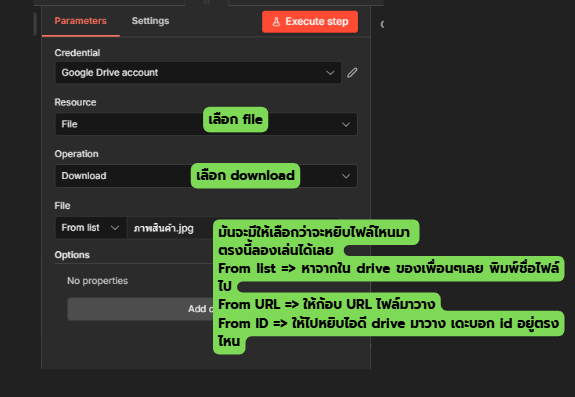 Parameters
Settings
Execute step
Credential
Google Drive account
Resource
File
เลือก file
Operation
Download
เลือก download
File
From list
ภาพสินค้า.jpg
มันจะมีให้เลือกว่าจะหยิบไฟล์ไหนมา
ตรงนี้ลองเล่นได้เลย
From list => หาจากใน drive ของเพื่อนๆเลย พิมพ์ชื่อไฟล์
ไป
From URL => ให้ก้อบ URL ไฟล์มาวาง
From ID => ให้ไปหยิบไอดี drive มาวาง เดะบอก id อยู่ตรง
ไหน
Options
No properties
Add